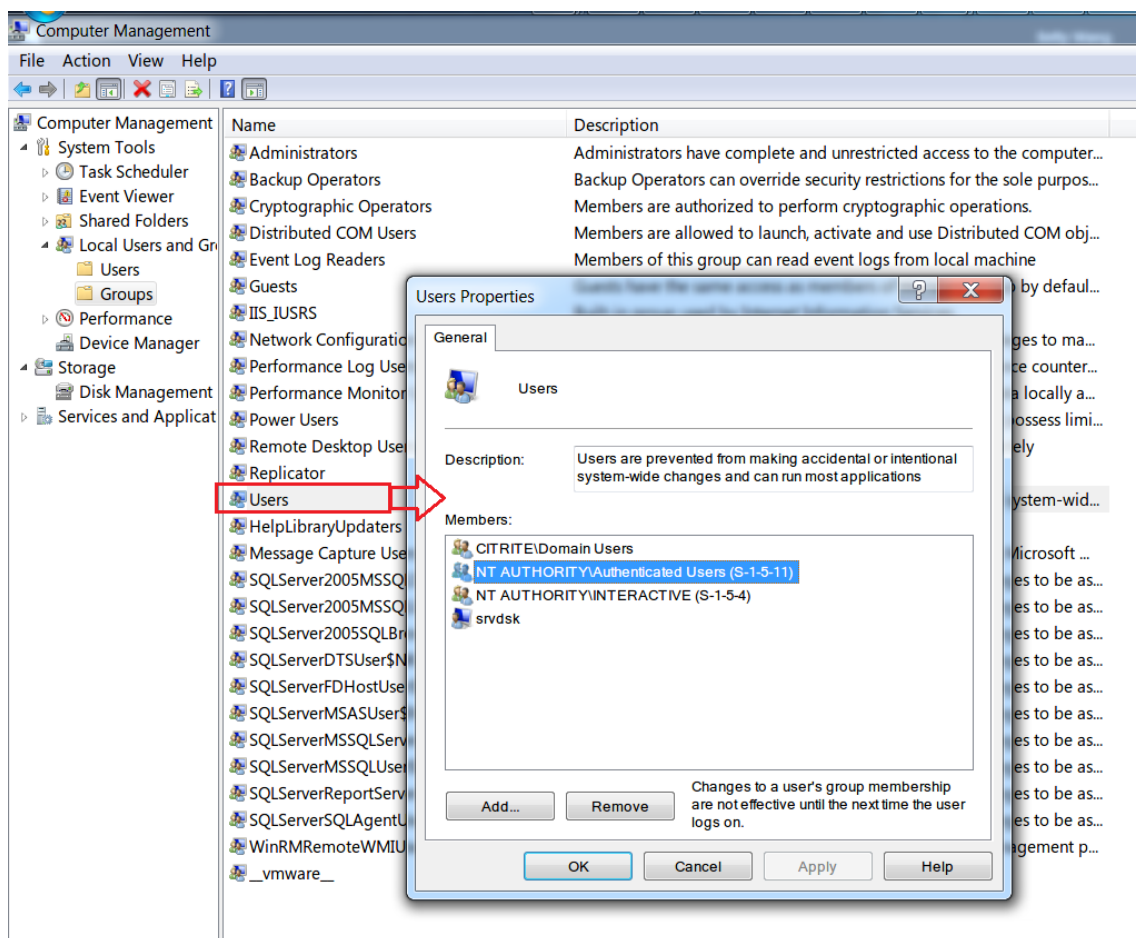 Computer Management
File Action View Help
Computer Management
System Tools
Task Scheduler
Event Viewer
Shared Folders
Local Users and Gr
Users
Groups
Performance
Device Manager
Storage
Disk Management
Services and Applicat
Name Description
Administrators Administrators have complete and unrestricted access to the computer...
Backup Operators Backup Operators can override security restrictions for the sole purpos...
Cryptographic Operators Members are authorized to perform cryptographic operations.
Distributed COM Users Members are allowed to launch, activate and use Distributed COM obj...
Event Log Readers Members of this group can read event logs from local machine
Guests Guests have the same access as members of by defaul...
IIS_IUSRS
Network Configuratio ges to ma...
Performance Log Use ce counter...
Performance Monitor a locally a...
Power Users ossess limi...
Remote Desktop User ely
Replicator
Users ystem-wid...
HelpLibraryUpdaters
Message Capture Use Microsoft ...
SQLServer2005MSSQ es to be as...
SQLServer2005MSSQ es to be as...
SQLServer2005SQLBr es to be as...
SQLServerDTSUser$N es to be as...
SQLServerFDHostUse es to be as...
SQLServerMSASUser$ es to be as...
SQLServerMSSQLServ es to be as...
SQLServerMSSQLUser es to be as...
SQLServerReportServ es to be as...
SQLServerSQLAgentU es to be as...
WinRMRemoteWMIU agement p...
__vmware__
Users Properties
General
Users
Description:
Users are prevented from making accidental or intentional
system-wide changes and can run most applications
Members:
CITRITE\Domain Users
NT AUTHORITY\Authenticated Users (S-1-5-11)
NT AUTHORITY\INTERACTIVE (S-1-5-4)
srvdsk
Add... Remove
Changes to a user's group membership
are not effective until the next time the user
logs on.
OK Cancel Apply Help